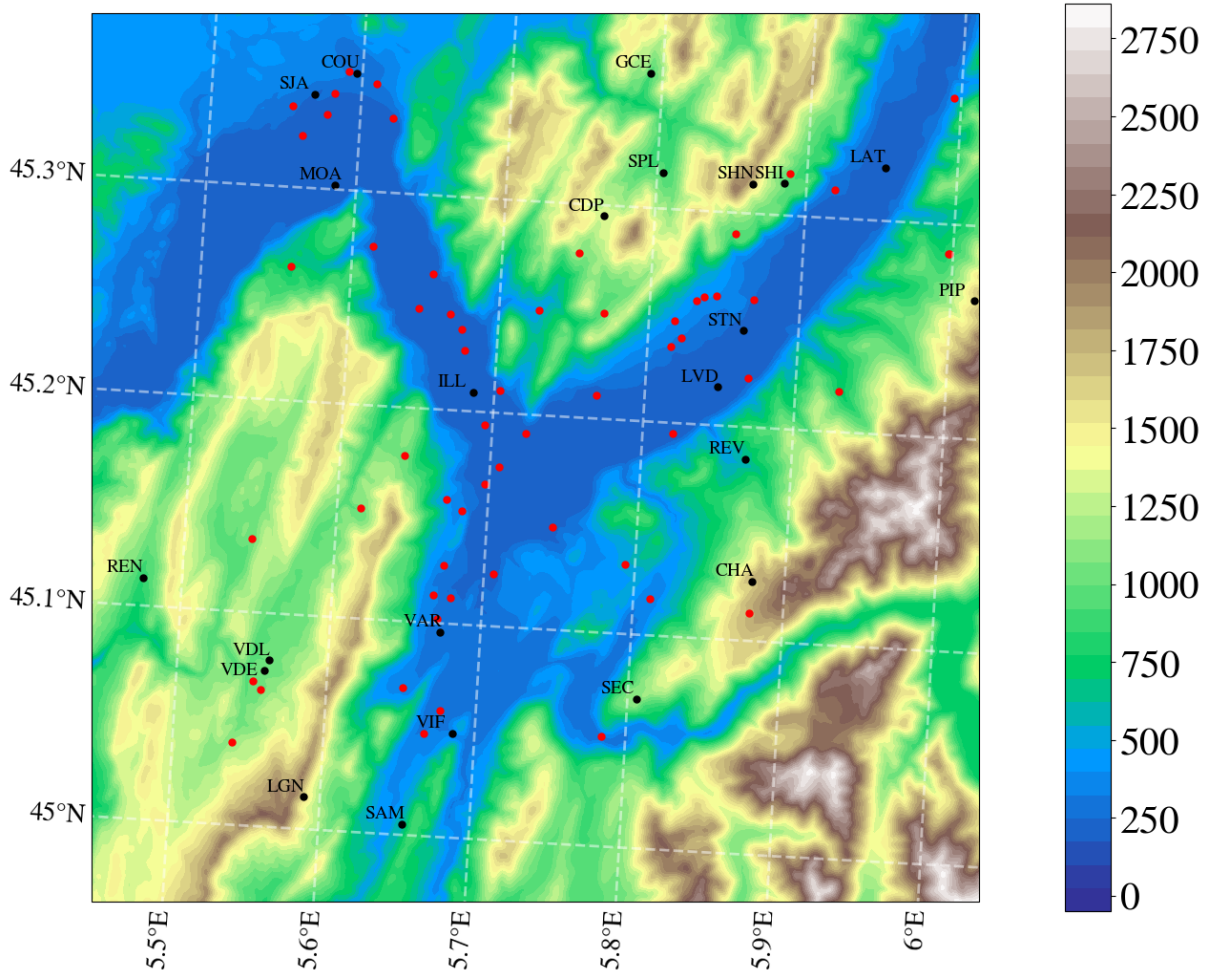 COU
GCE
SJA
SPL
LAT
SHN
SHI
MOA
CDP
PIP
STN
LVD
ILL
REV
REN
CHA
VAR
VDL
VDE
SEC
VIF
LGN
SAM
45.3°N
45.2°N
45.1°N
45°N
5.5°E
5.6°E
5.7°E
5.8°E
5.9°E
6°E
2750
2500
2250
2000
1750
1500
1250
1000
750
500
250
0